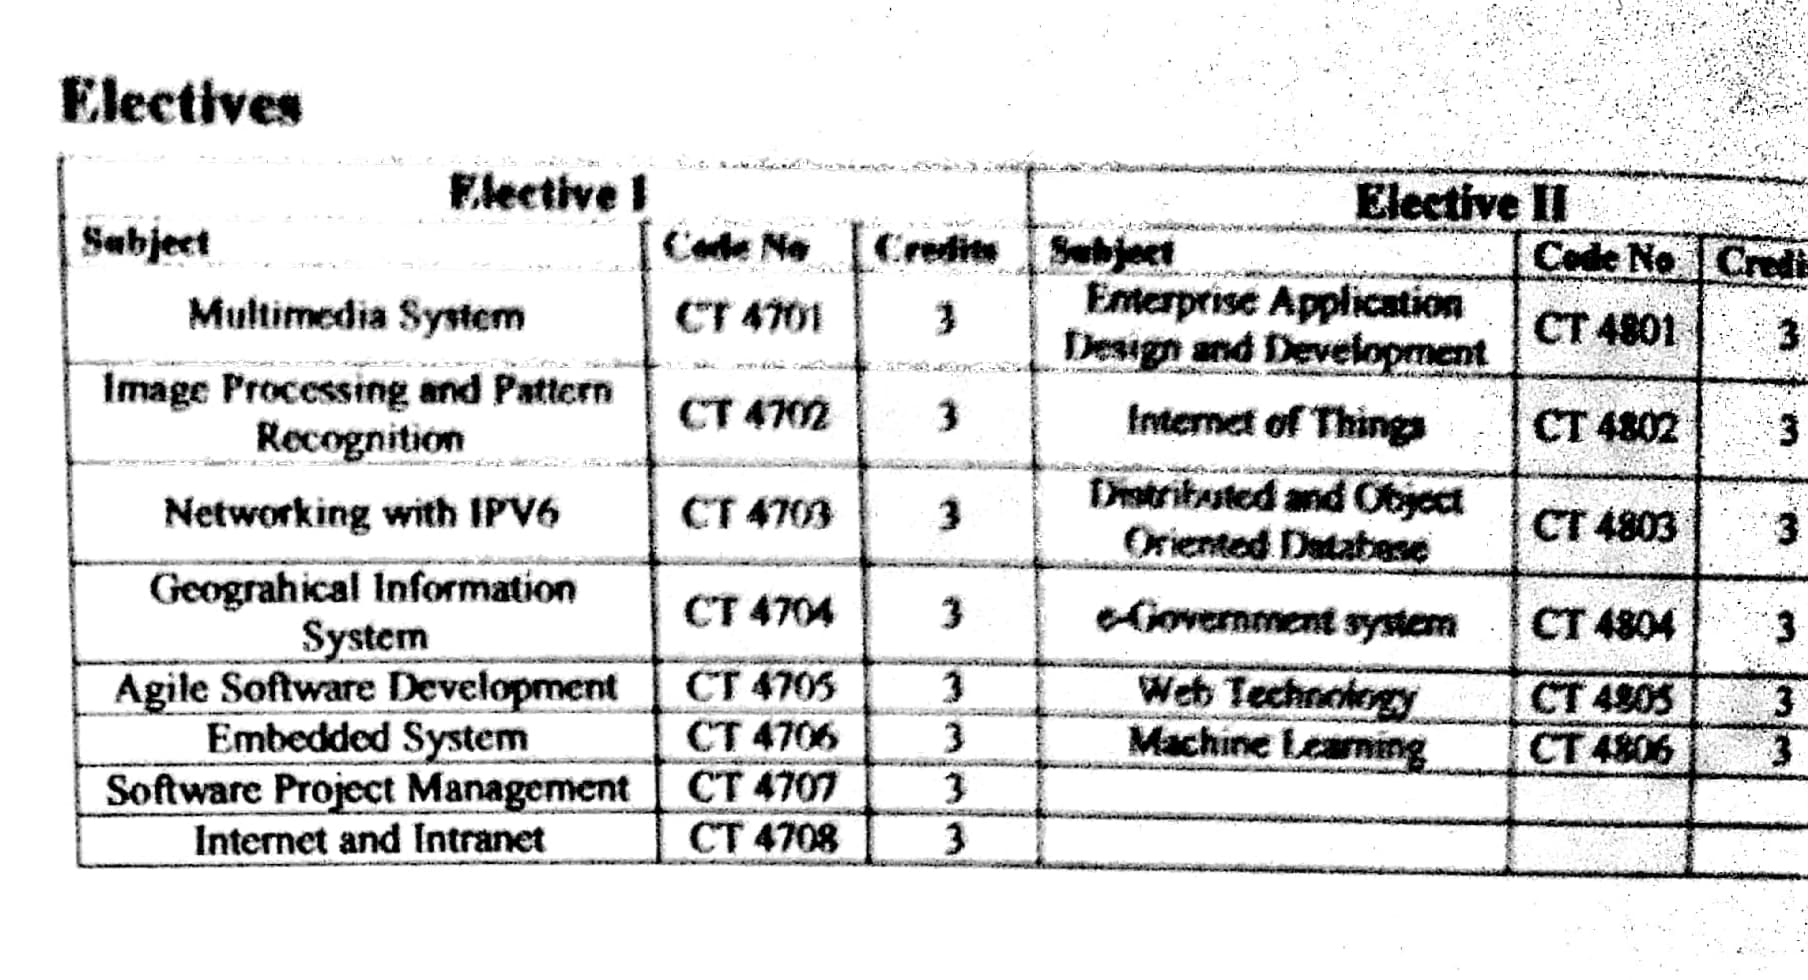 Electives
Elective I Elective II
Subject Code No Credits Subject Code No Credi
Multimedia System CT 4701 3 Enterprise Application
Design and Development CT 4801 3
Image Processing and Pattern
Recognition CT 4702 3 Internet of Things CT 4802 3
Networking with IPV6 CT 4703 3 Distributed and Object
Oriented Database CT 4803 3
Geograhical Information
System CT 4704 3 e-Government system CT 4804 3
Agile Software Development CT 4705 3 Web Technology CT 4805 3
Embedded System CT 4706 3 Machine Learning CT 4806 3
Software Project Management CT 4707 3
Internet and Intranet CT 4708 3